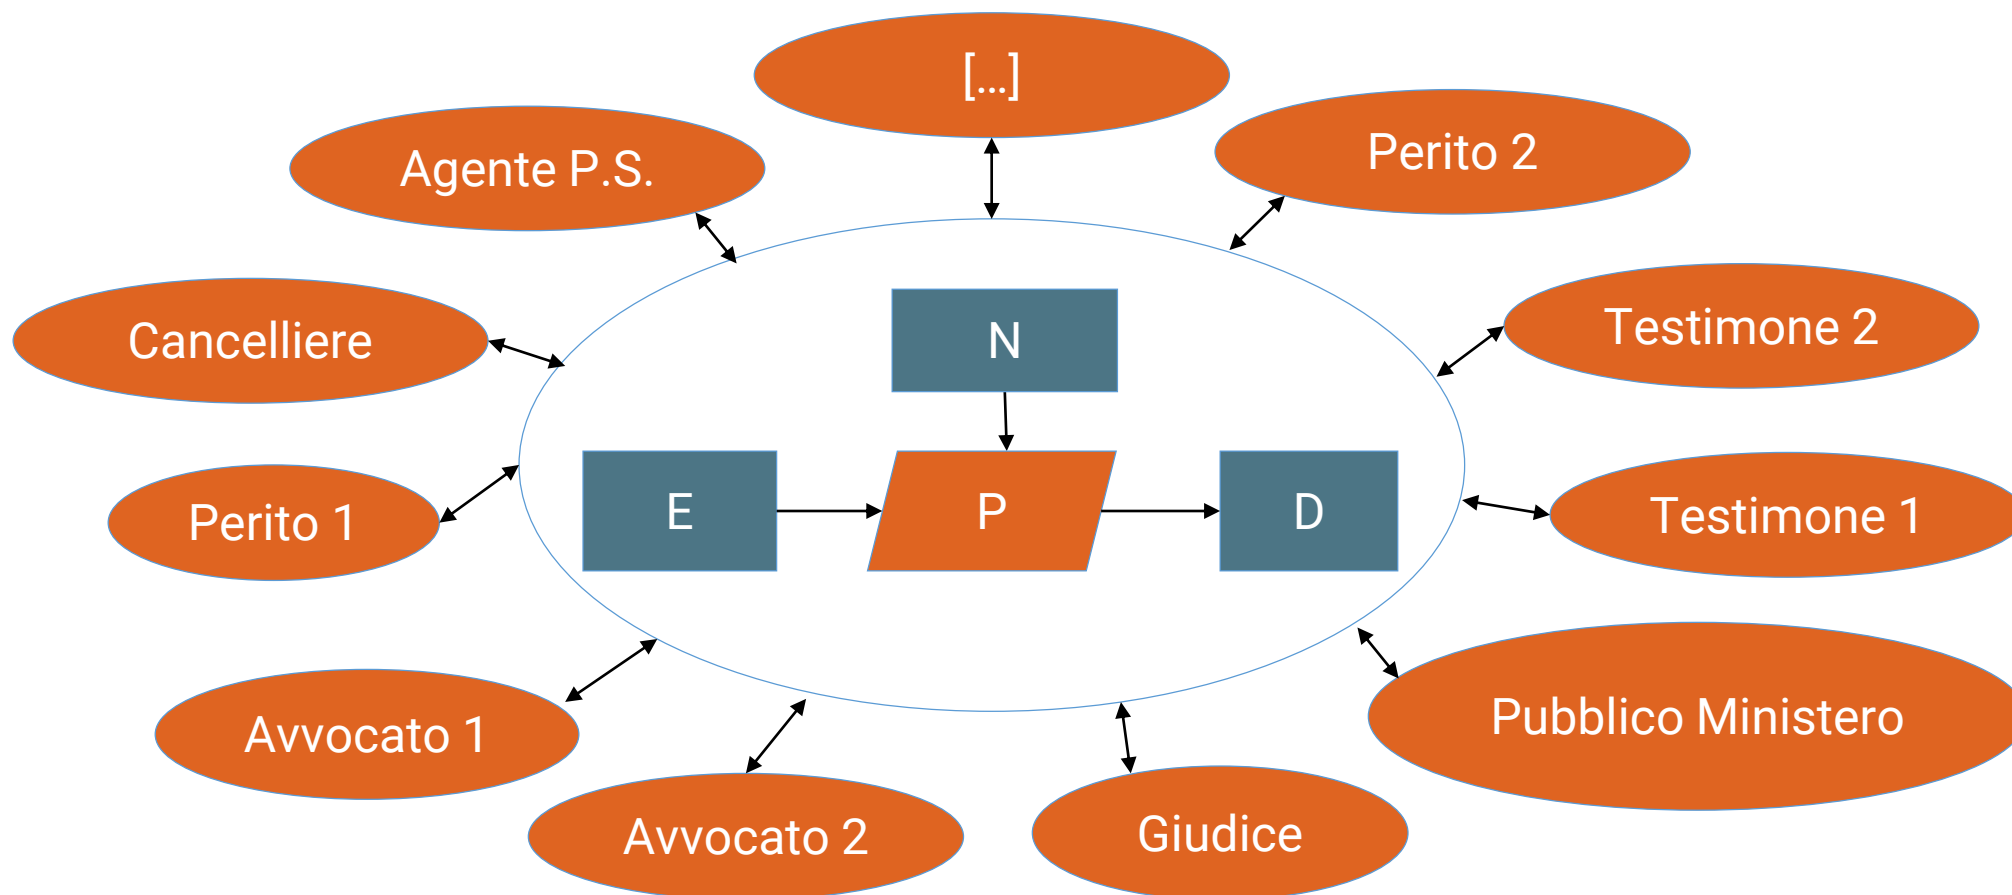 [...]
Perito 2
Agente P.S.
Testimone 2
Cancelliere
N
E
P
D
Testimone 1
Perito 1
Pubblico Ministero
Avvocato 1
Giudice
Avvocato 2